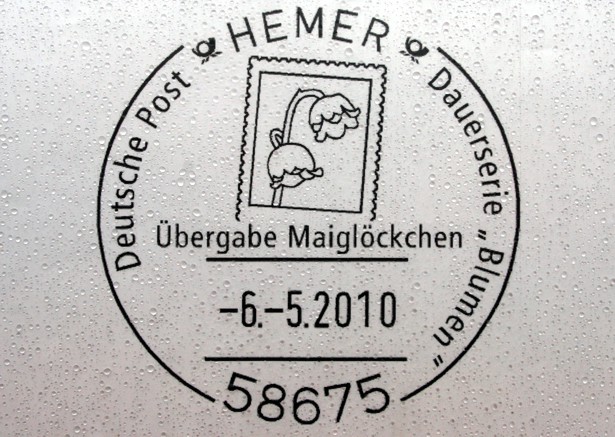 HEMER
Deutsche Post
Dauerserie „Blumen“
Übergabe Maiglöckchen
-6.-5.2010
58675